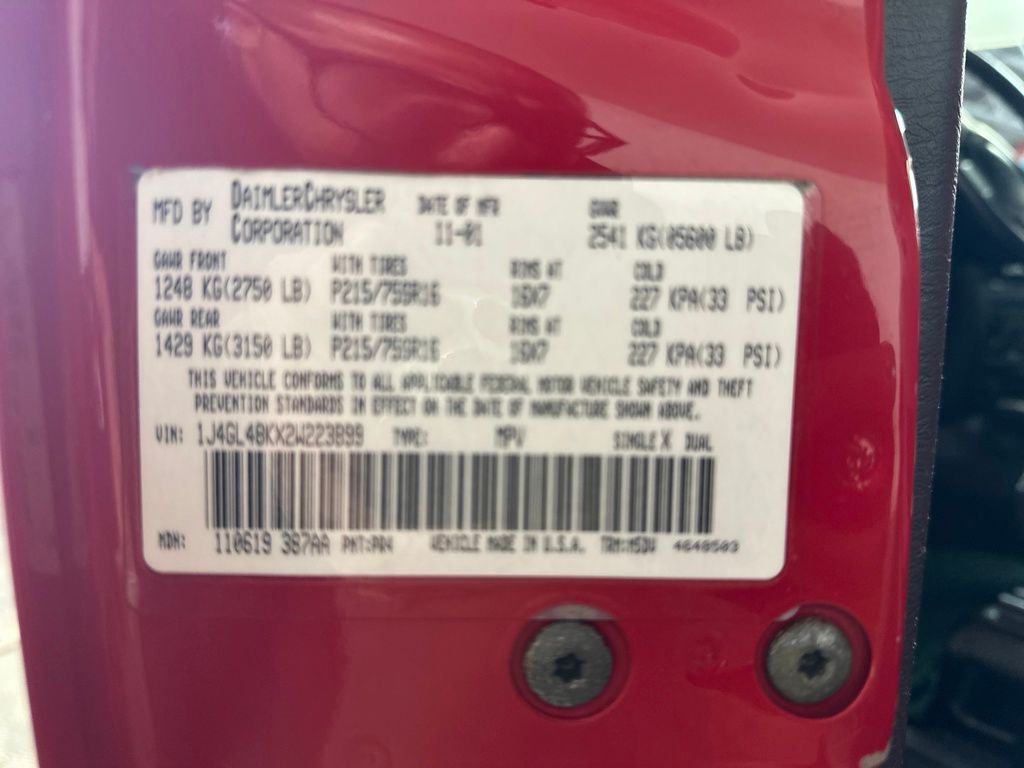 MFD BY DAIMLERCHRYSLER CORPORATION DATE OF MFR 11-01 GVWR 2541 KG(05600 LB)
GAWR FRONT WITH TIRES RIMS AT COLD
1248 KG(2750 LB) P215/75SR16 16X7 227 KPA(33 PSI)
GAWR REAR WITH TIRES RIMS AT COLD
1429 KG(3150 LB) P215/75SR16 16X7 227 KPA(33 PSI)
THIS VEHICLE CONFORMS TO ALL APPLICABLE FEDERAL MOTOR VEHICLE SAFETY AND THEFT
PREVENTION STANDARDS IN EFFECT ON THE DATE OF MANUFACTURE SHOWN ABOVE.
VIN: 1J4GL48KX2W223899 TYPE: MPV SINGLE X DUAL
MDH: 110619 387AA PNT:PR4 VEHICLE MADE IN U.S.A. TRM:M5DV 4648503